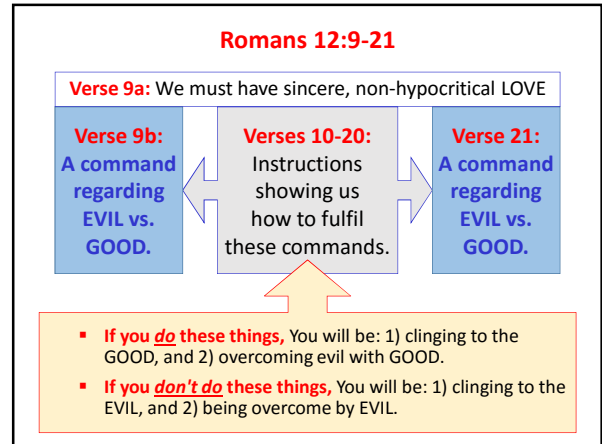 Romans 12:9-21
Verse 9a: We must have sincere, non-hypocritical LOVE
Verse 9b:
A command
regarding
EVIL vs.
GOOD.
Verses 10-20:
Instructions
showing us
how to fulfil
these commands.
Verse 21:
A command
regarding
EVIL vs.
GOOD.
▪ If you do these things, You will be: 1) clinging to the
GOOD, and 2) overcoming evil with GOOD.
▪ If you don't do these things, You will be: 1) clinging to the
EVIL, and 2) being overcome by EVIL.